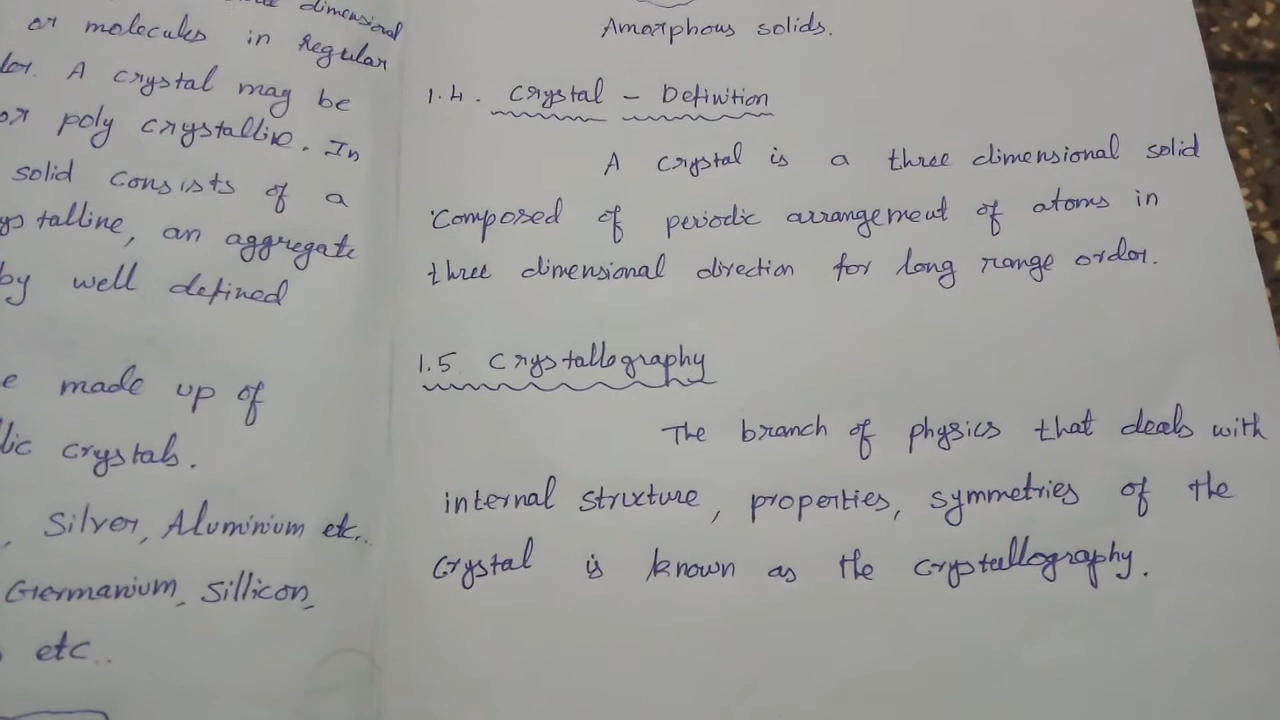 dimensional
or molecules in Regular
A crystal may be
or poly crystalline. In
solid consists of a
talline, an aggregate
by well defined
made up of
crystals.
, Silver, Aluminium etc..
Germanium, Sillicon,
etc..
Amorphous solids.
1.4. Crystal - Definition
A crystal is a three dimensional solid
composed of periodic arrangement of atoms in
three dimensional direction for long range order.
1.5 Crystallography
The branch of physics that deals with
internal structure, properties, symmetries of the
crystal is known as the crystallography.